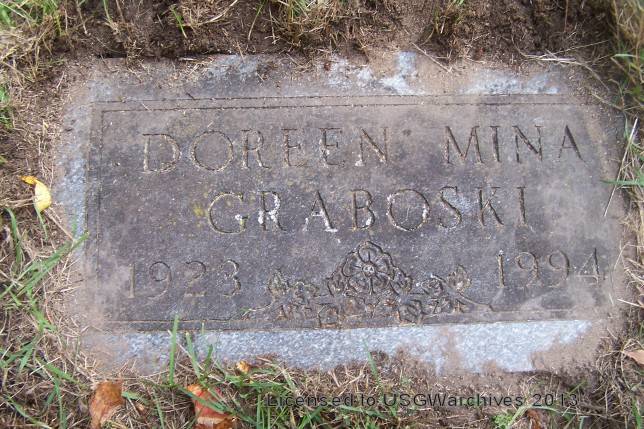 DOREEN MINA
GRABOSKI
1923 1994
Licensed to USGWarchives 2013